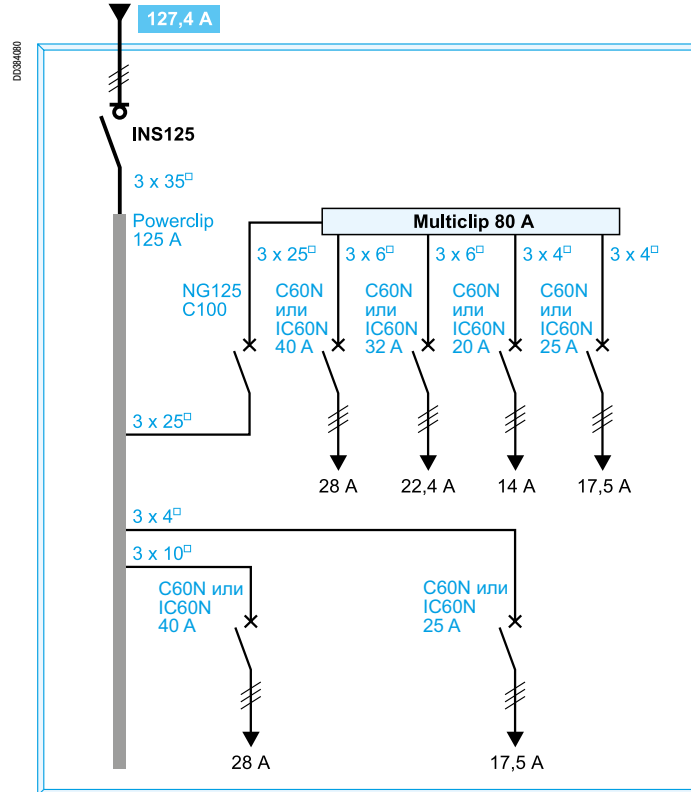 127,4 A
DD384080
INS125
3 x 35□
Powerclip
125 A
Multiclip 80 A
3 x 25□
3 x 6□
3 x 6□
3 x 4□
3 x 4□
NG125
C100
C60N
или
IC60N
40 A
C60N
или
IC60N
32 A
C60N
или
IC60N
20 A
C60N
или
IC60N
25 A
3 x 25□
28 A
22,4 A
14 A
17,5 A
3 x 4□
3 x 10□
C60N или
IC60N
40 A
C60N или
IC60N
25 A
28 A
17,5 A